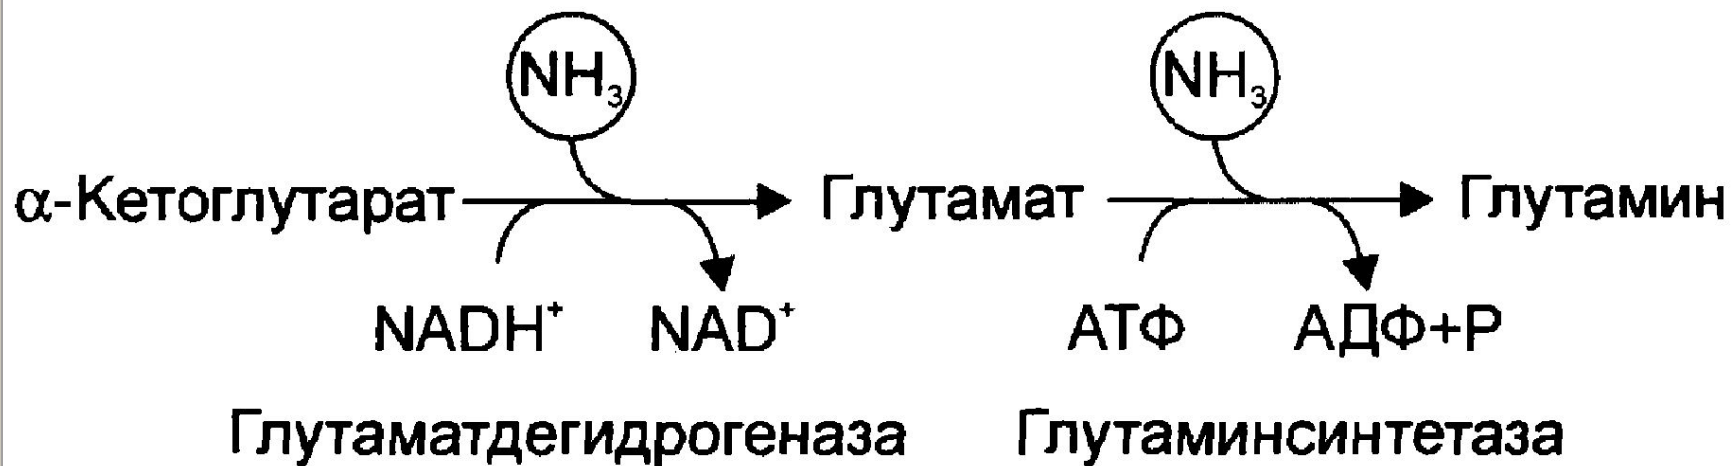 NH₃ NH₃
α-Кетоглутарат Глутамат Глутамин
NADH⁺ NAD⁺ АТФ АДФ+Р
Глутаматдегидрогеназа Глутаминсинтетаза